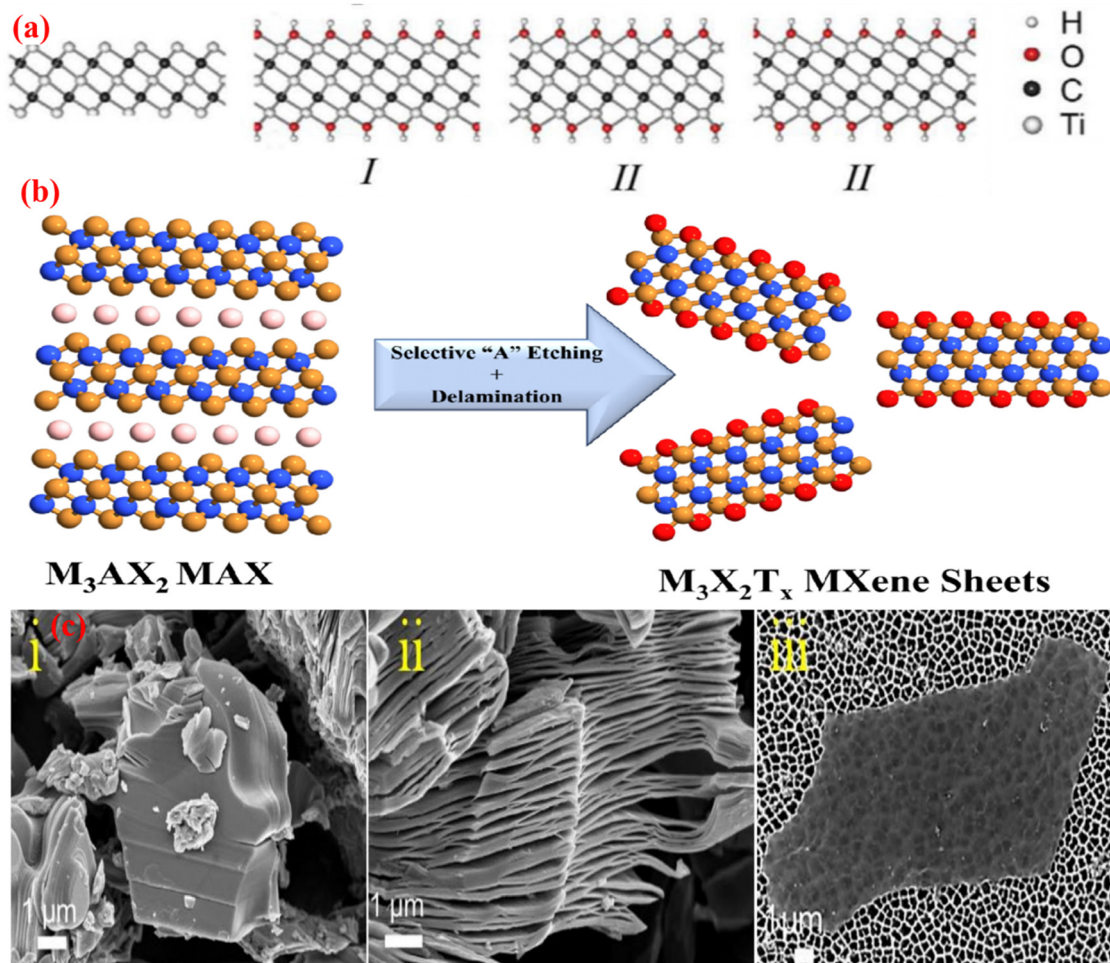 (a)
H
O
C
Ti
I
II
II
(b)
Selective “A” Etching
+
Delamination
M₃AX₂ MAX
M₃X₂Tₓ MXene Sheets
(c)
i
ii
iii
1 μm
1 μm
1 μm